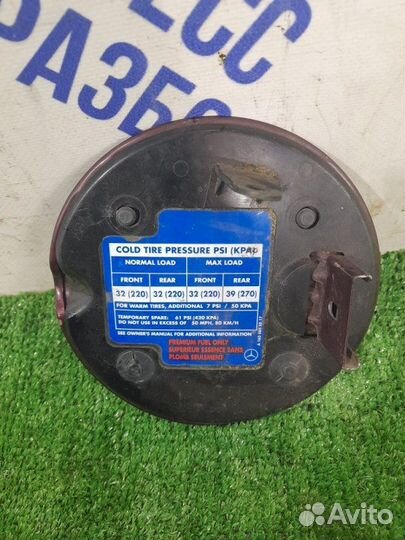 ЕСС
РАЗБО
COLD TIRE PRESSURE PSI (KPA)
NORMAL LOAD MAX LOAD
FRONT REAR FRONT REAR
32 (220) 32 (220) 32 (220) 39 (270)
FOR WARM TIRES, ADDITIONAL 7 PSI / 50 KPA
TEMPORARY SPARE: 61 PSI (420 KPA)
DO NOT USE IN EXCESS OF 50 MPH, 80 KM/H
SEE OWNER'S MANUAL FOR ADDITIONAL INFORMATION
PREMIUM FUEL ONLY
SUPERIEUR ESSENCE SANS
PLOMB SEULEMENT
Avito